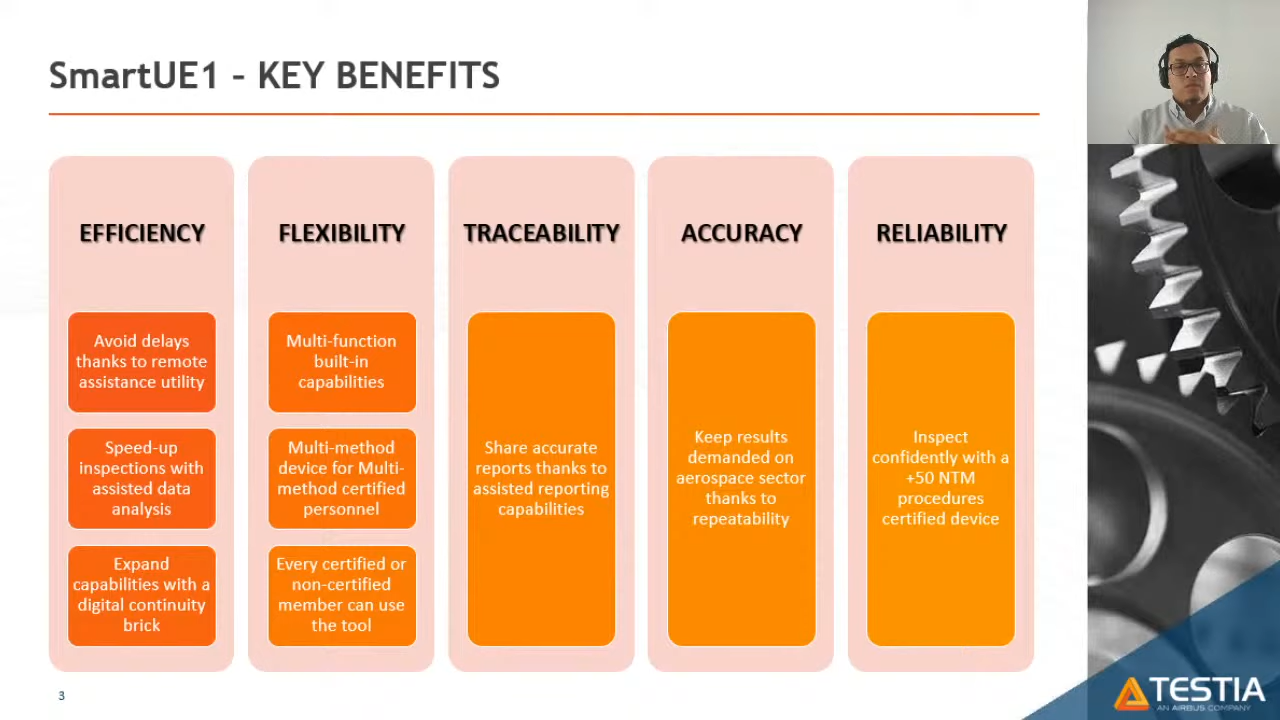 SmartUE1 – KEY BENEFITS
EFFICIENCY
Avoid delays
thanks to remote
assistance utility
Speed-up
inspections with
assisted data
analysis
Expand
capabilities with a
digital continuity
brick
FLEXIBILITY
Multi-function
built-in
capabilities
Multi-method
device for Multi-
method certified
personnel
Every certified or
non-certified
member can use
the tool
TRACEABILITY
Share accurate
reports thanks to
assisted reporting
capabilities
ACCURACY
Keep results
demanded on
aerospace sector
thanks to
repeatability
RELIABILITY
Inspect
confidently with a
+50 NTM
procedures
certified device
3
TESTIA
AN AIRBUS COMPANY